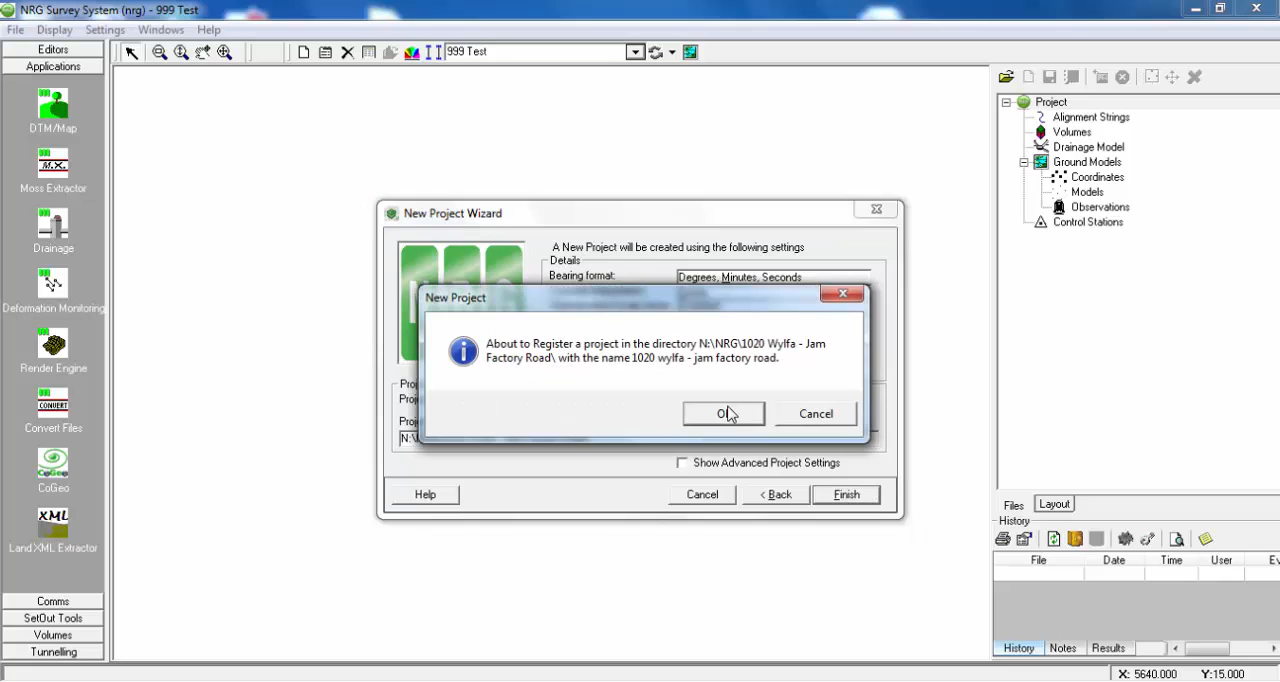 NRG Survey System (nrg) - 999 Test
File Display Settings Windows Help
Editors
Applications
999 Test
DTM/Map
M.X.
Moss Extractor
Drainage
Deformation Monitoring
Render Engine
CONVERT
Convert Files
CoGeo
CoGeo
XML
Land XML Extractor
Comms
SetOut Tools
Volumes
Tunnelling
New Project Wizard
A New Project will be created using the following settings
Details
Bearing format: Degrees, Minutes, Seconds
New Project
About to Register a project in the directory N:\NRG\1020 Wylfa - Jam
Factory Road\ with the name 1020 wylfa - jam factory road.
Cancel
Show Advanced Project Settings
Help Cancel < Back Finish
Project
Alignment Strings
Volumes
Drainage Model
Ground Models
Coordinates
Models
Observations
Control Stations
Files Layout
History
File Date Time User
History Notes Results
X: 5640.000 Y:15.000